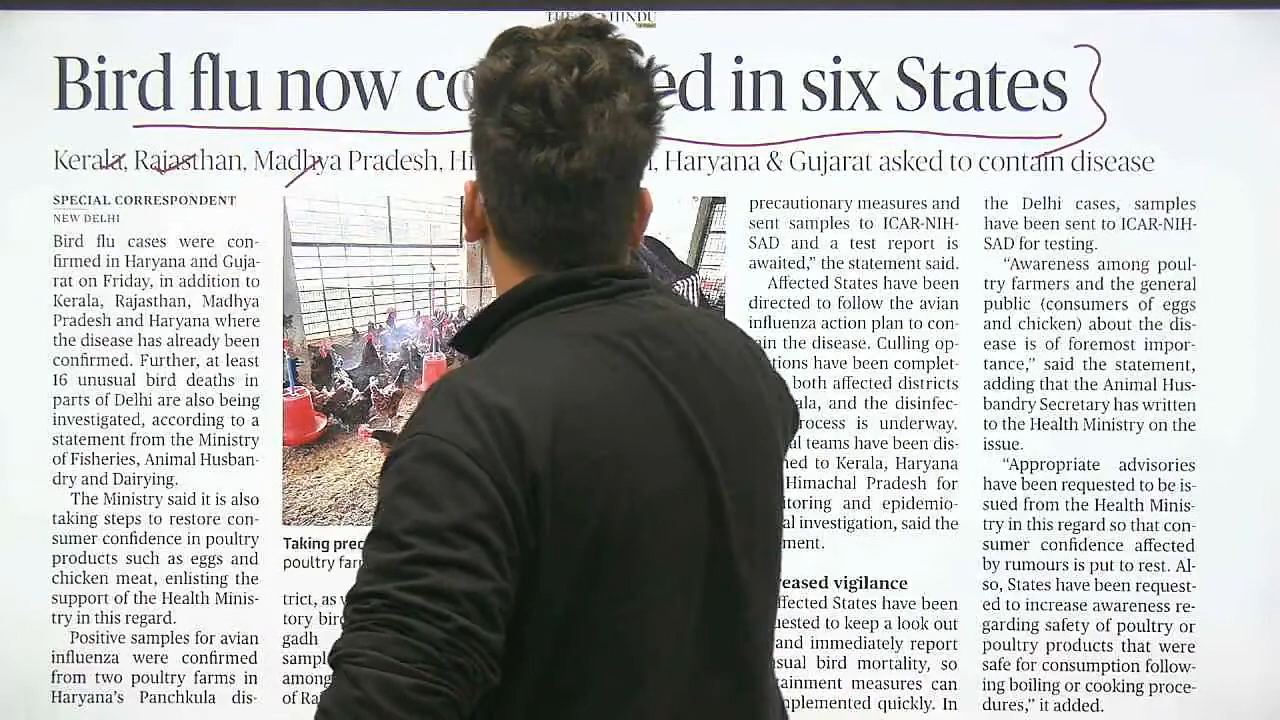 THE HINDU
Bird flu now ed in six States
Kerala, Rajasthan, Madhya Pradesh, Haryana & Gujarat asked to contain disease
SPECIAL CORRESPONDENT
NEW DELHI
Bird flu cases were con-
firmed in Haryana and Guja-
rat on Friday, in addition to
Kerala, Rajasthan, Madhya
Pradesh and Haryana where
the disease has already been
confirmed. Further, at least
16 unusual bird deaths in
parts of Delhi are also being
investigated, according to a
statement from the Ministry
of Fisheries, Animal Husban-
dry and Dairying.
The Ministry said it is also
taking steps to restore con-
sumer confidence in poultry
products such as eggs and
chicken meat, enlisting the
support of the Health Minis-
try in this regard.
Positive samples for avian
influenza were confirmed
from two poultry farms in
Haryana's Panchkula dis-
Taking
poultry
trict, as
tory
gadh
among
of
precautionary measures and
sent samples to ICAR-NIH-
SAD and a test report is
awaited," the statement said.
Affected States have been
directed to follow the avian
influenza action plan to con-
the disease. Culling op-
have been complet-
both affected districts
and the disinfec-
is underway.
teams have been dis-
to Kerala, Haryana
Himachal Pradesh for
and epidemio-
investigation, said the
vigilance
States have been
to keep a look out
and immediately report
bird mortality, so
measures can
quickly. In
the Delhi cases, samples
have been sent to ICAR-NIH-
SAD for testing.
"Awareness among poul-
try farmers and the general
public (consumers of eggs
and chicken) about the dis-
ease is of foremost impor-
tance," said the statement,
adding that the Animal Hus-
bandry Secretary has written
to the Health Ministry on the
issue.
"Appropriate advisories
have been requested to be is-
sued from the Health Minis-
try in this regard so that con-
sumer confidence affected
by rumours is put to rest. Al-
so, States have been request-
ed to increase awareness re-
garding safety of poultry or
poultry products that were
safe for consumption follow-
ing boiling or cooking proce-
dures," it added.